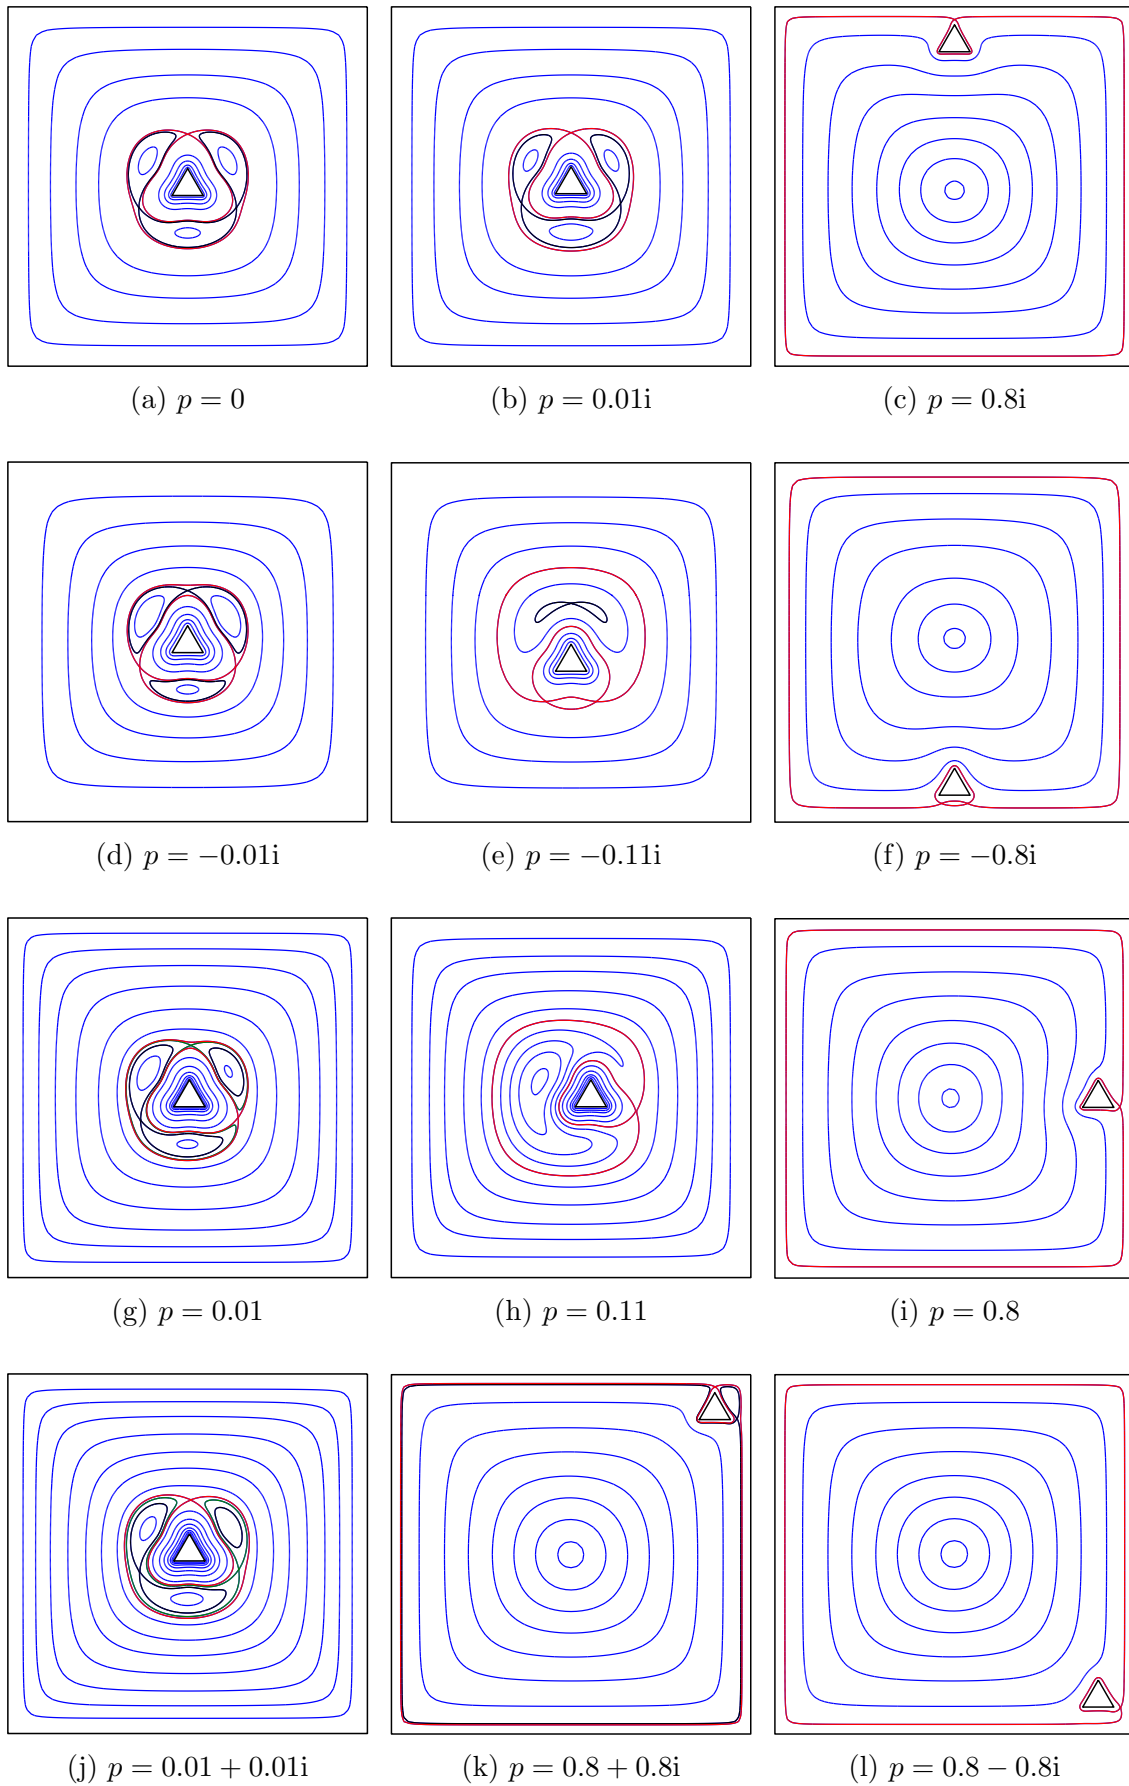 (a) p = 0
(b) p = 0.01i
(c) p = 0.8i
(d) p = −0.01i
(e) p = −0.11i
(f) p = −0.8i
(g) p = 0.01
(h) p = 0.11
(i) p = 0.8
(j) p = 0.01 + 0.01i
(k) p = 0.8 + 0.8i
(l) p = 0.8 − 0.8i